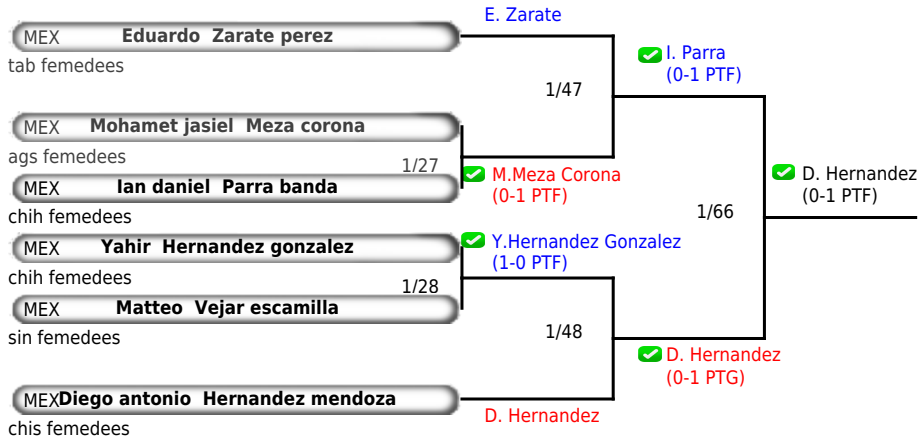 E. Zarate
MEX Eduardo Zarate perez
tab femedees
I. Parra
(0-1 PTF)
1/47
MEX Mohamet jasiel Meza corona
ags femedees
1/27
M.Meza Corona
(0-1 PTF)
MEX Ian daniel Parra banda
chih femedees
D. Hernandez
(0-1 PTF)
1/66
MEX Yahir Hernandez gonzalez
chih femedees
Y.Hernandez Gonzalez
(1-0 PTF)
1/28
MEX Matteo Vejar escamilla
sin femedees
1/48
D. Hernandez
(0-1 PTG)
MEX Diego antonio Hernandez mendoza
chis femedees
D. Hernandez